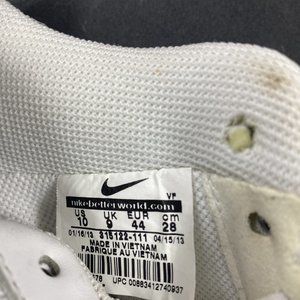 VF
nikebetterworld.com
US UK EUR cm
10 9 44 28
01/16/13 315122-111 04/15/13
MADE IN VIETNAM
FABRIQUE AU VIETNAM
UPC 00883412740937